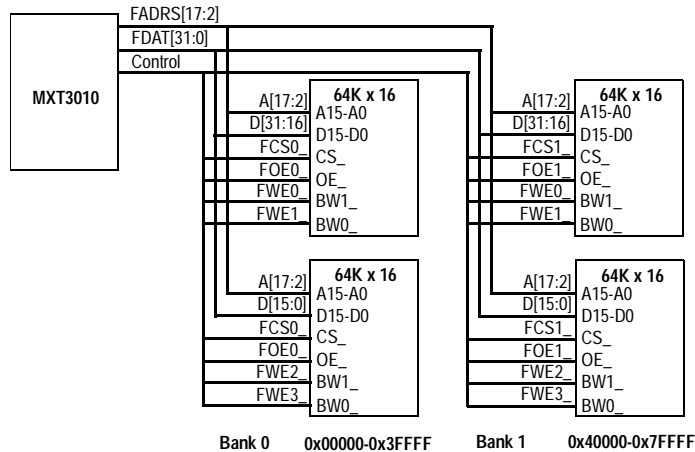 FADRS[17:2]
FDAT[31:0]
Control
MXT3010
64K x 16
A[17:2]
A15-A0
D[31:16]
D15-D0
FCS0_
CS_
FOE0_
OE_
FWE0_
BW1_
FWE1_
BW0_
64K x 16
A[17:2]
A15-A0
D[31:16]
D15-D0
FCS1_
CS_
FOE1_
OE_
FWE0_
BW1_
FWE1_
BW0_
64K x 16
A[17:2]
A15-A0
D[15:0]
D15-D0
FCS0_
CS_
FOE0_
OE_
FWE2_
BW1_
FWE3_
BW0_
64K x 16
A[17:2]
A15-A0
D[15:0]
D15-D0
FCS1_
CS_
FOE1_
OE_
FWE2_
BW1_
FWE3_
BW0_
Bank 0 0x00000-0x3FFFF
Bank 1 0x40000-0x7FFFF